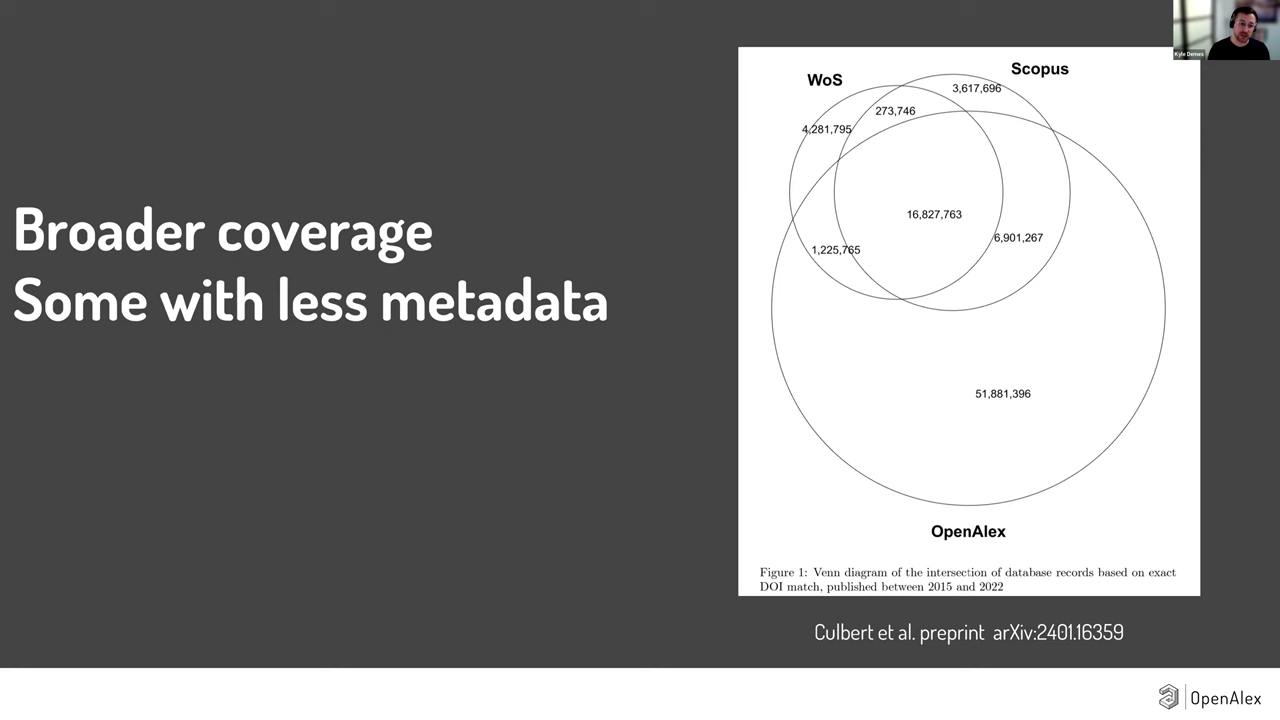 Broader coverage
Some with less metadata
WoS
Scopus
3,617,696
273,746
4,281,795
16,827,763
6,901,267
1,225,765
51,881,396
OpenAlex
Figure 1: Venn diagram of the intersection of database records based on exact
DOI match, published between 2015 and 2022
Culbert et al. preprint arXiv:2401.16359
OpenAlex
Kyle Demes